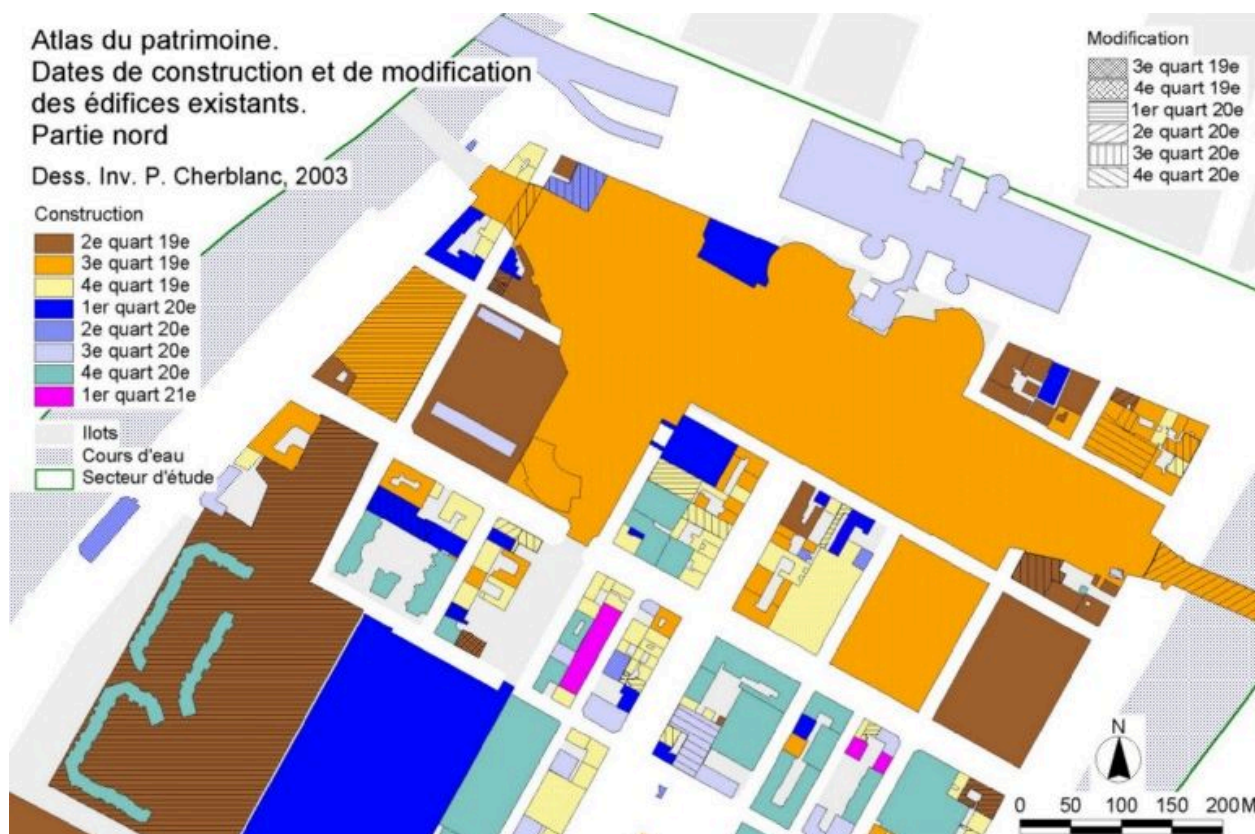 Atlas du patrimoine.
Dates de construction et de modification
des édifices existants.
Partie nord
Dess. Inv. P. Cherblanc, 2003
Construction
2e quart 19e
3e quart 19e
4e quart 19e
1er quart 20e
2e quart 20e
3e quart 20e
4e quart 20e
1er quart 21e
Ilots
Cours d'eau
Secteur d'étude
Modification
3e quart 19e
4e quart 19e
1er quart 20e
2e quart 20e
3e quart 20e
4e quart 20e
N
0 50 100 150 200M